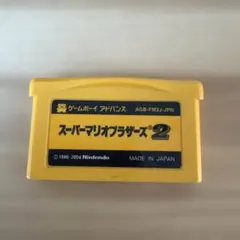 ゲームボーイ アドバンス AGB-FM2J-JPN
スーパーマリオブラザーズ®2
© 1986, 2004 Nintendo MADE IN JAPAN